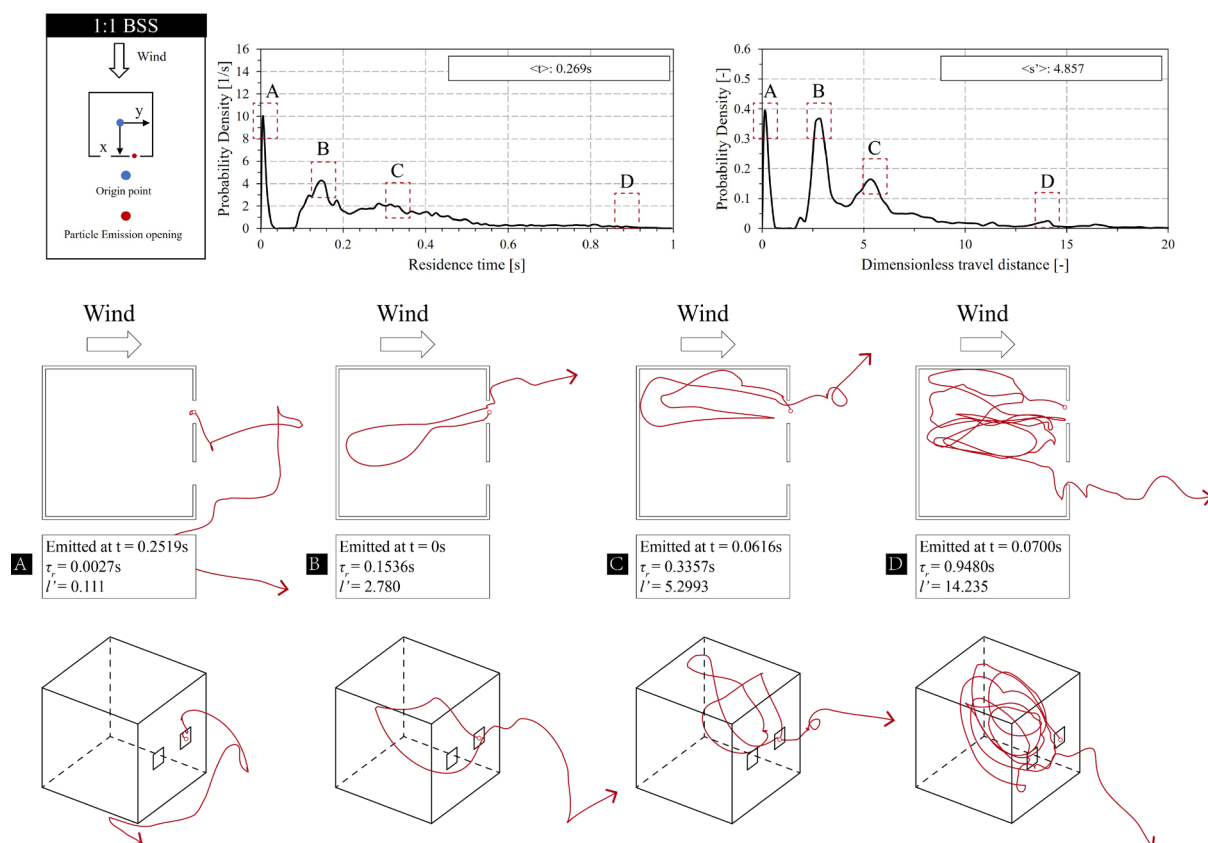 1:1 BSS
Wind
y
x
Origin point
Particle Emission opening
Probability Density [1/s]
16
14
12
10
8
6
4
2
0
<t>: 0.269s
A
B
C
D
0
0.2
0.4
0.6
0.8
1
Residence time [s]
Probability Density [-]
0.6
0.5
0.4
0.3
0.2
0.1
0
<s'>: 4.857
A
B
C
D
0
5
10
15
20
Dimensionless travel distance [-]
Wind
Wind
Wind
Wind
A
Emitted at t = 0.2519s
τr = 0.0027s
l' = 0.111
B
Emitted at t = 0s
τr = 0.1536s
l' = 2.780
C
Emitted at t = 0.0616s
τr = 0.3357s
l' = 5.2993
D
Emitted at t = 0.0700s
τr = 0.9480s
l' = 14.235